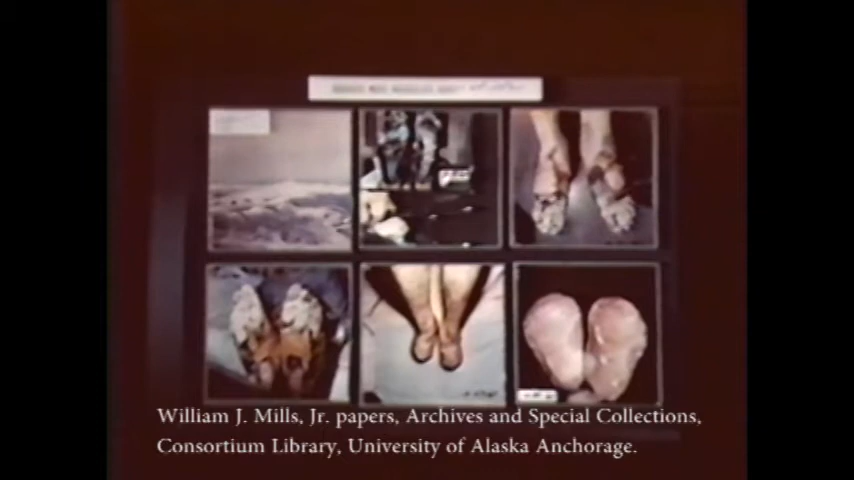 William J. Mills, Jr. papers, Archives and Special Collections,
Consortium Library, University of Alaska Anchorage.